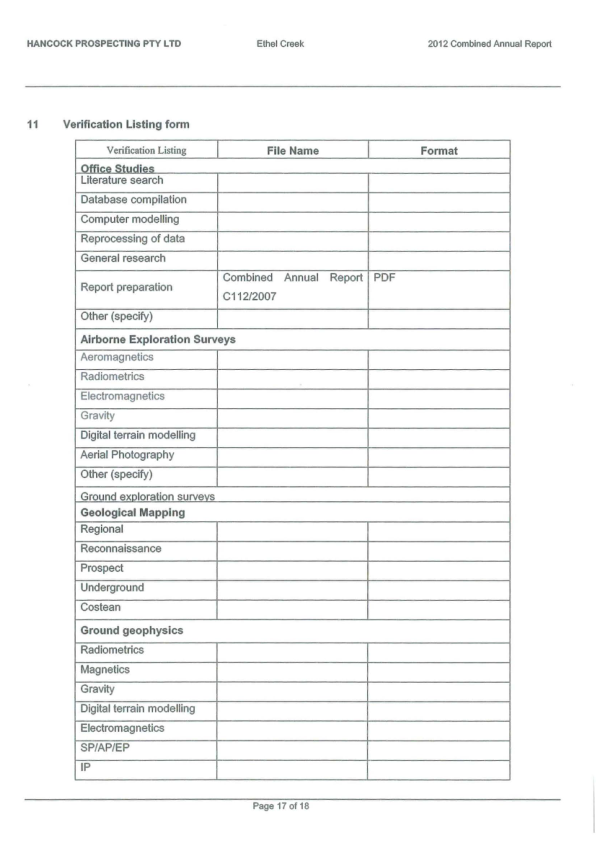 HANCOCK PROSPECTING PTY LTD Ethel Creek 2012 Combined Annual Report
11 Verification Listing form
Verification Listing File Name Format
Office Studies
Literature search
Database compilation
Computer modelling
Reprocessing of data
General research
Report preparation Combined Annual Report C112/2007 PDF
Other (specify)
Airborne Exploration Surveys
Aeromagnetics
Radiometrics
Electromagnetics
Gravity
Digital terrain modelling
Aerial Photography
Other (specify)
Ground exploration surveys
Geological Mapping
Regional
Reconnaissance
Prospect
Underground
Costean
Ground geophysics
Radiometrics
Magnetics
Gravity
Digital terrain modelling
Electromagnetics
SP/AP/EP
IP
Page 17 of 18